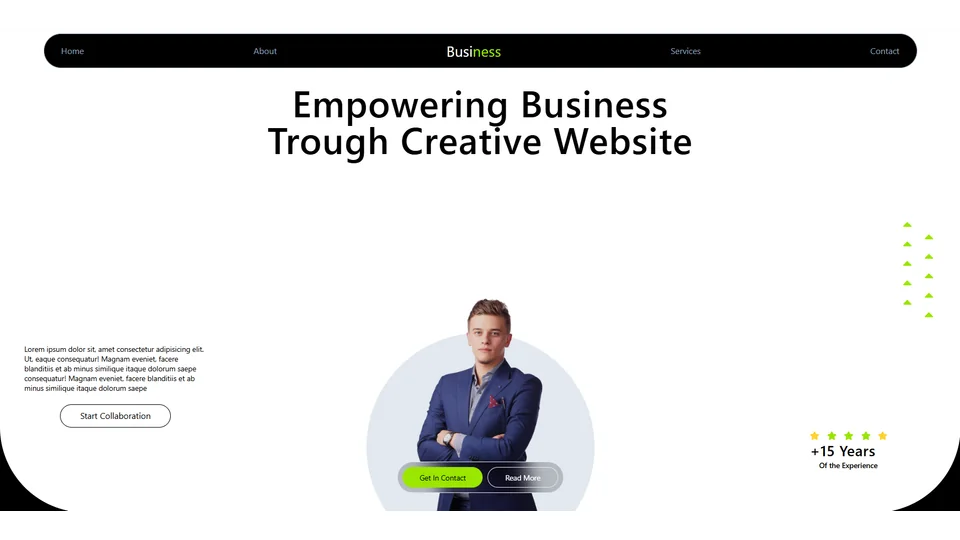 Home
About
Business
Services
Contact
Empowering Business
Trough Creative Website
Lorem ipsum dolor sit, amet consectetur adipisicing elit.
Ut, eaque consequatur! Magnam eveniet, facere
blanditiis et ab minus similique itaque dolorum saepe
consequatur! Magnam eveniet, facere blanditiis et ab
minus similique itaque dolorum saepe
Start Collaboration
Get In Contact
Read More
+15 Years
Of the Experience